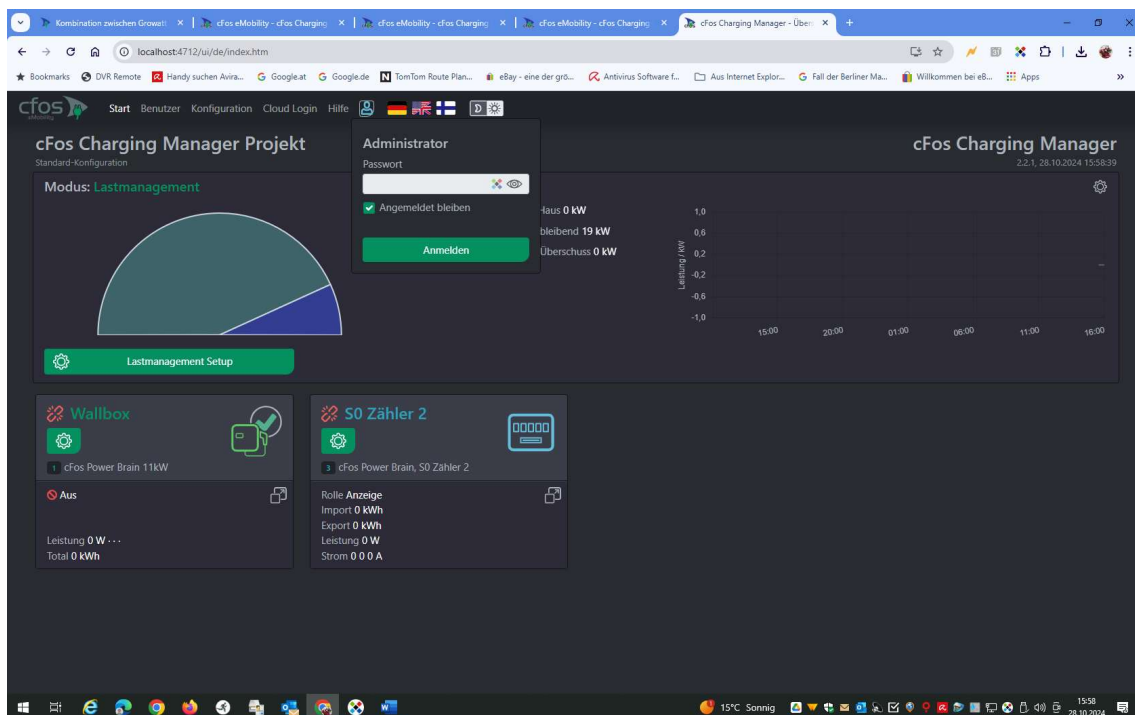 Kombination zwischen Growatt
cFos eMobility - cFos Charging
cFos eMobility - cFos Charging
cFos eMobility - cFos Charging
cFos Charging Manager - Über
localhost:4712/ui/de/index.htm
Bookmarks DVR Remote Handy suchen Avira... Google.at Google.de TomTom Route Plan... eBay - eine der grö... Antivirus Software f... Aus Internet Explor... Fall der Berliner Ma... Willkommen bei eB... Apps
cfos eMobility
Start Benutzer Konfiguration Cloud Login Hilfe D
cFos Charging Manager Projekt
Standard-Konfiguration
cFos Charging Manager
2.2.1, 28.10.2024 15:58:39
Administrator
Passwort
Angemeldet bleiben
Anmelden
Modus: Lastmanagement
Haus 0 kW
bleibend 19 kW
Überschuss 0 kW
Leistung / kW
1,0
0,6
0,2
-0,2
-0,6
-1,0
15:00 20:00 01:00 06:00 11:00 16:00
Lastmanagement Setup
Wallbox
1 cFos Power Brain 11kW
Aus
Leistung 0 W · · ·
Total 0 kWh
S0 Zähler 2
3 cFos Power Brain, S0 Zähler 2
Rolle Anzeige
Import 0 kWh
Export 0 kWh
Leistung 0 W
Strom 0 0 0 A
15°C Sonnig
15:58
28.10.2024